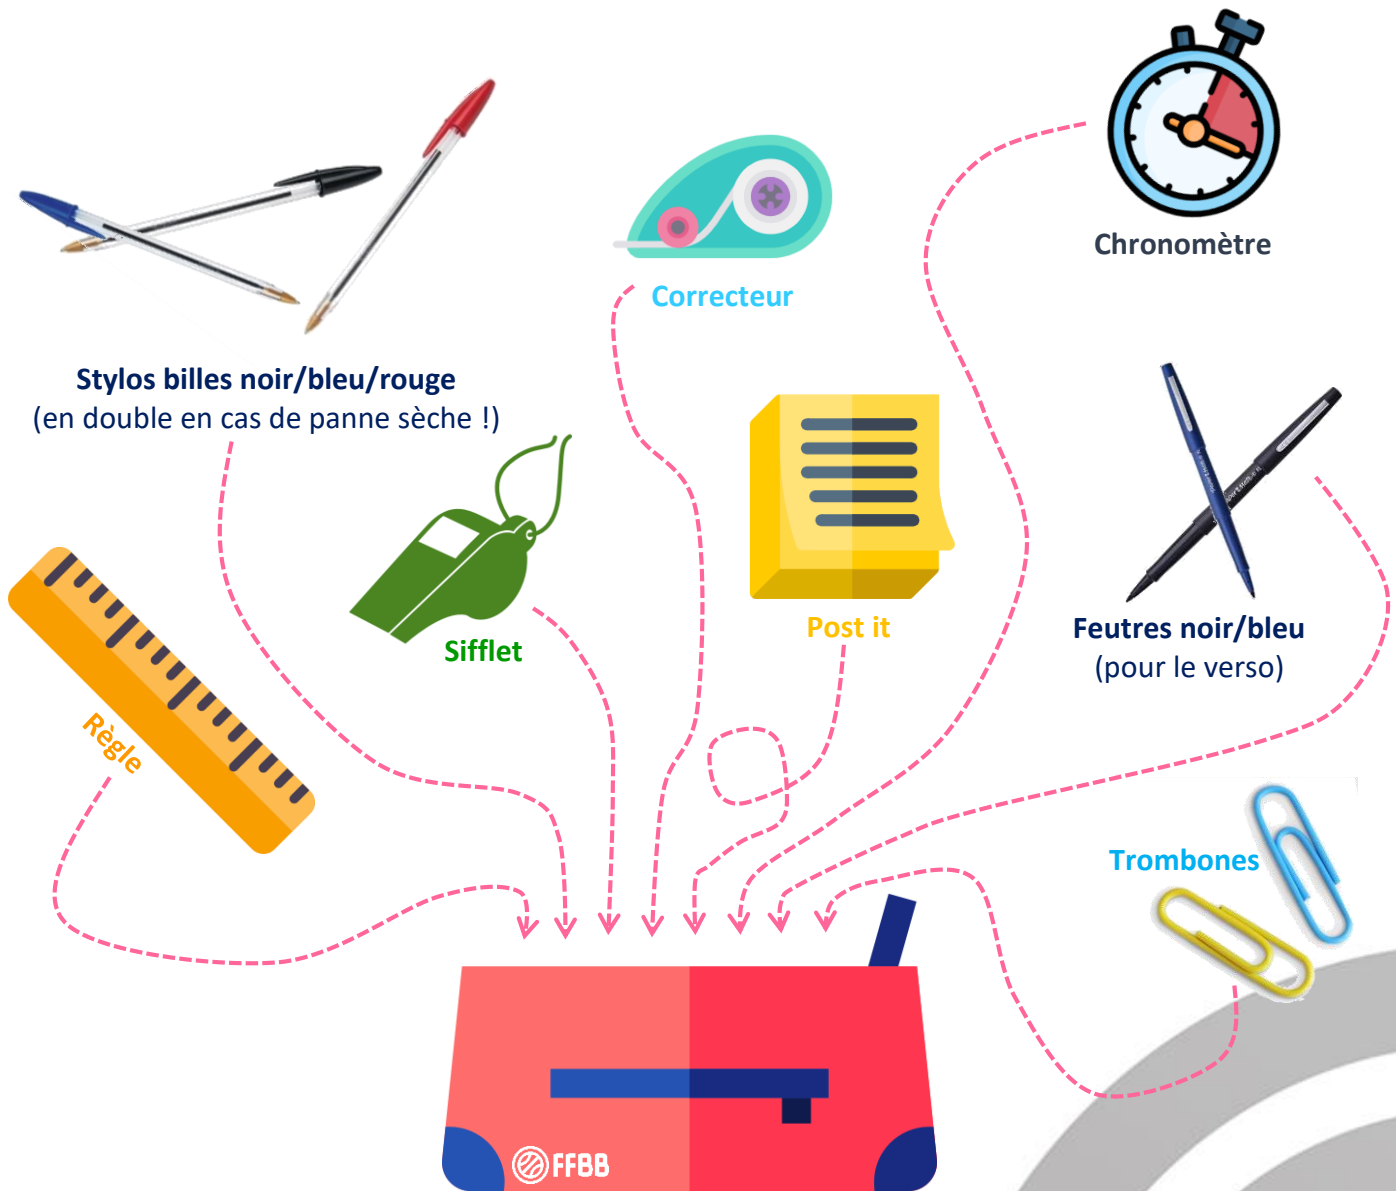 Chronomètre
Correcteur
Stylos billes noir/bleu/rouge
(en double en cas de panne sèche !)
Sifflet
Post it
Feutres noir/bleu
(pour le verso)
Règle
Trombones
FFBB